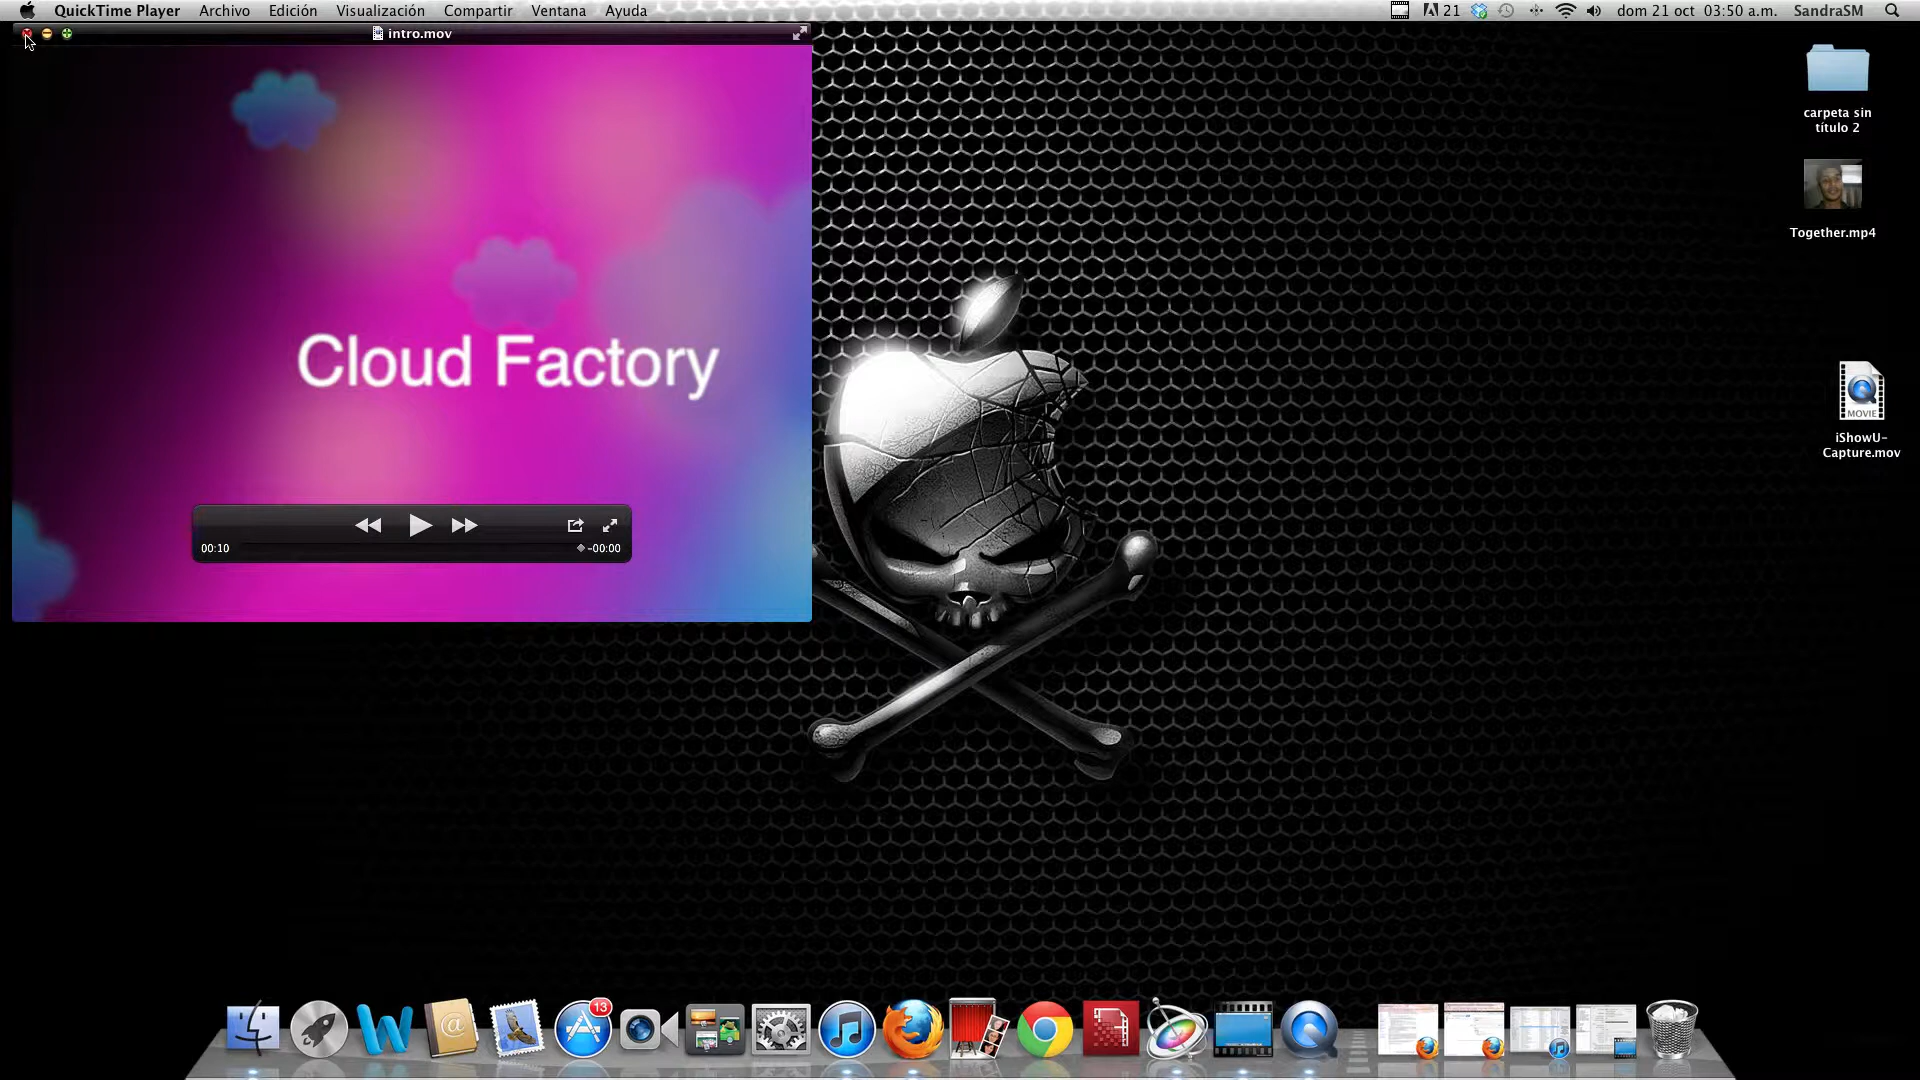 QuickTime Player Archivo Edición Visualización Compartir Ventana Ayuda 21 dom 21 oct 03:50 a.m. SandraSM
intro.mov
Cloud Factory
00:10 -00:00
carpeta sin
título 2
Together.mp4
MOVIE
iShowU-
Capture.mov
13